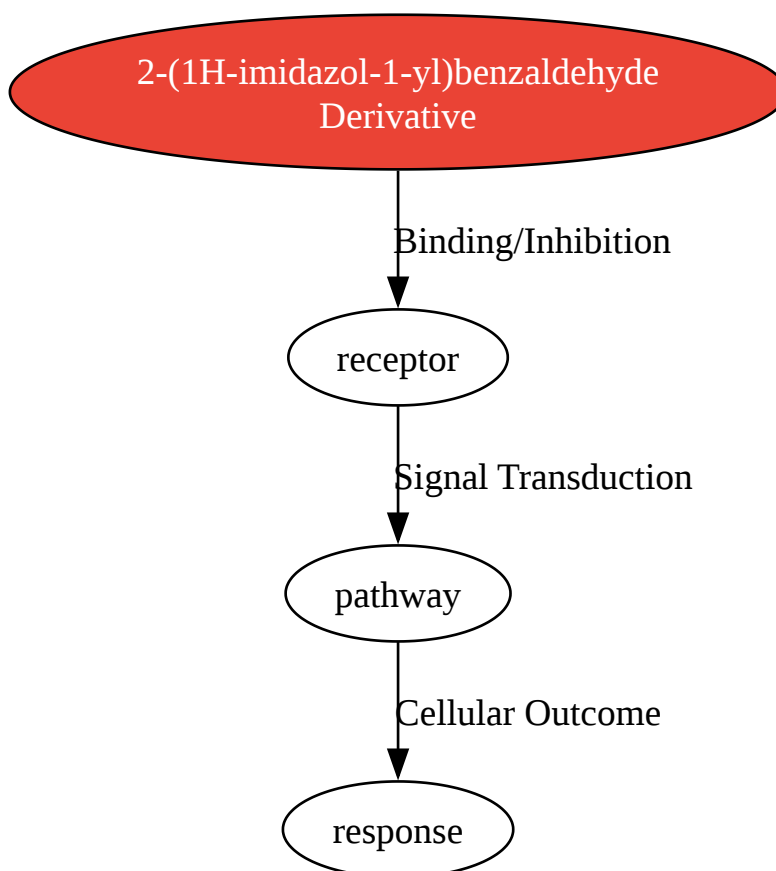 2-(1H-imidazol-1-yl)benzaldehyde
Derivative
Binding/Inhibition
receptor
Signal Transduction
pathway
Cellular Outcome
response